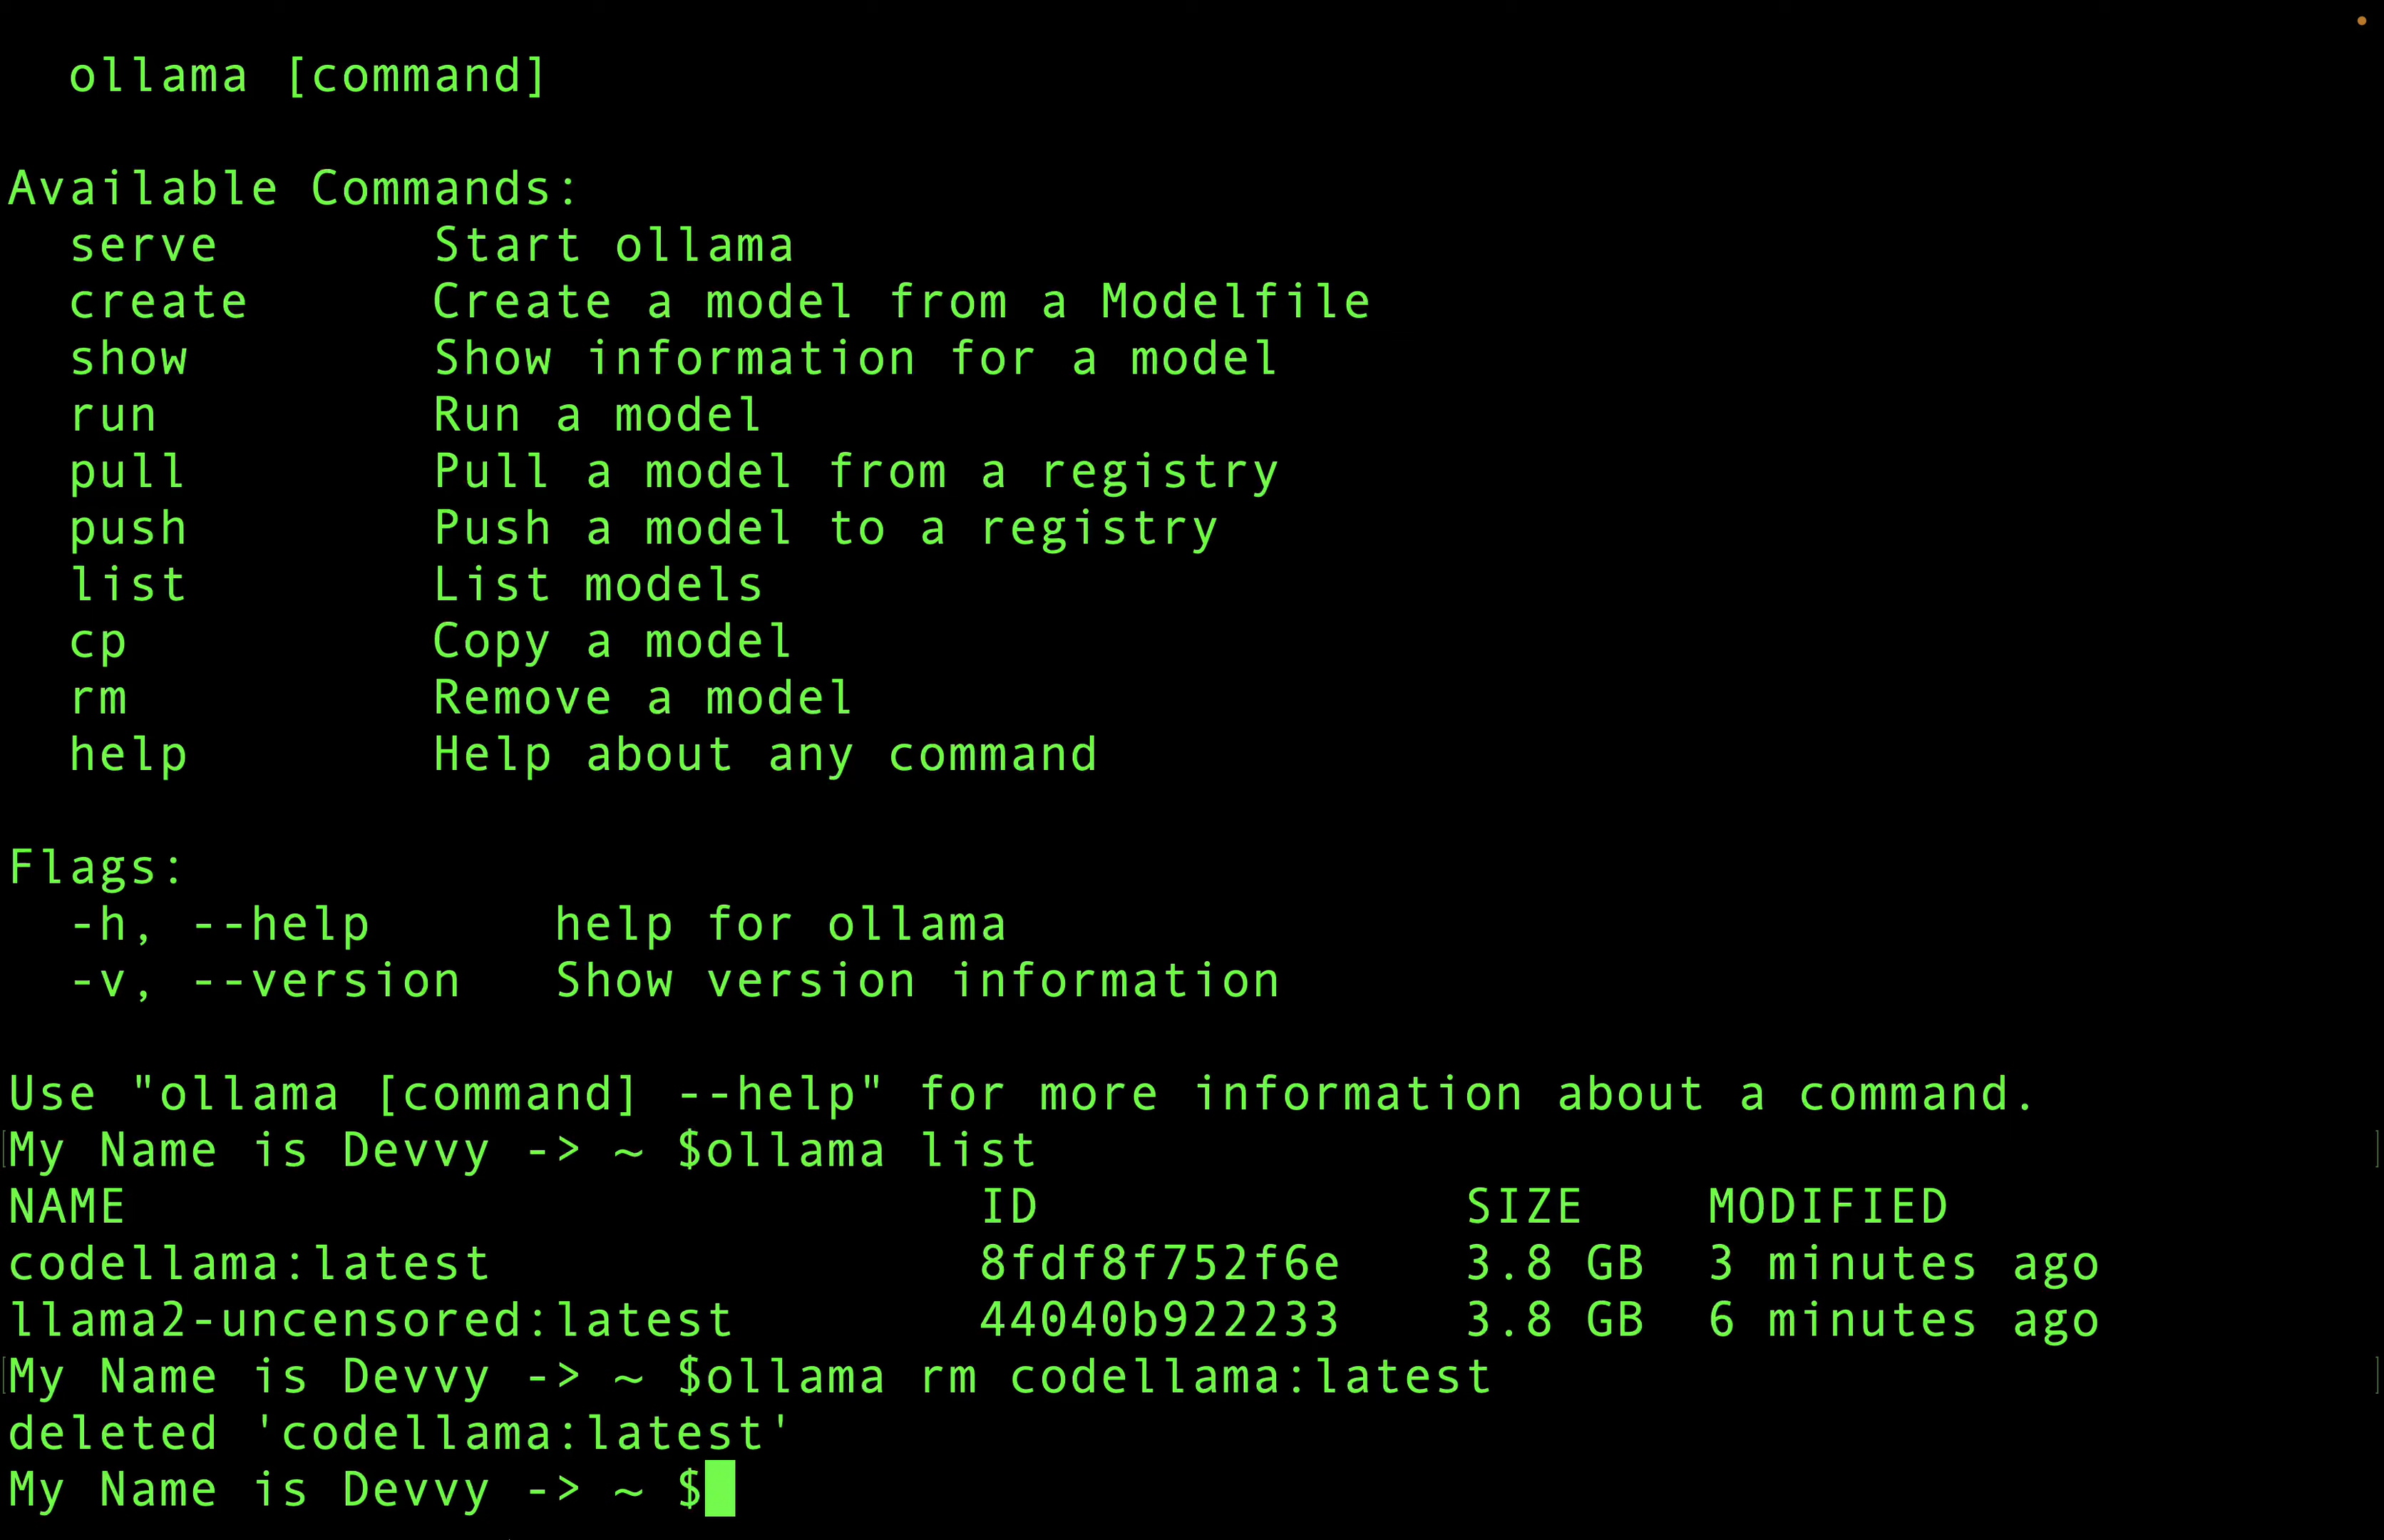 ollama [command]
Available Commands:
serve Start ollama
create Create a model from a Modelfile
show Show information for a model
run Run a model
pull Pull a model from a registry
push Push a model to a registry
list List models
cp Copy a model
rm Remove a model
help Help about any command
Flags:
-h, --help help for ollama
-v, --version Show version information
Use "ollama [command] --help" for more information about a command.
[My Name is Devvy -> ~ $ollama list ]
NAME ID SIZE MODIFIED
codellama:latest 8fdf8f752f6e 3.8 GB 3 minutes ago
llama2-uncensored:latest 44040b922233 3.8 GB 6 minutes ago
[My Name is Devvy -> ~ $ollama rm codellama:latest ]
deleted 'codellama:latest'
My Name is Devvy -> ~ $